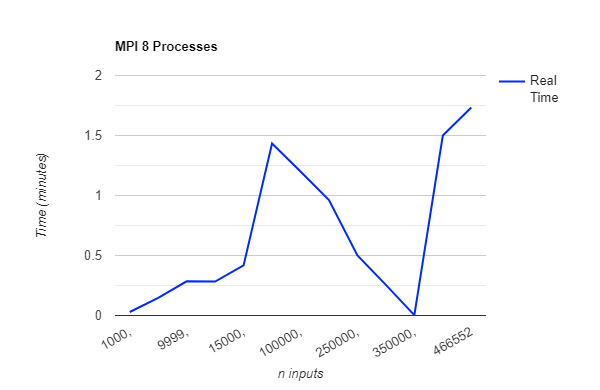 MPI 8 Processes
2
1.5
1
0.5
0
Time (minutes)
1000,
9999,
15000,
100000,
250000,
350000,
466552
n inputs
Real
Time